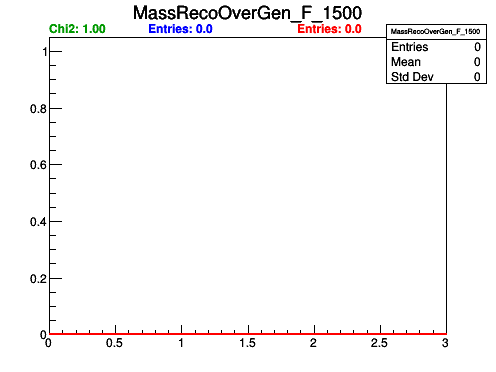 MassRecoOverGen_F_1500
Chi2: 1.00 Entries: 0.0 Entries: 0.0
MassRecoOverGen_F_1500
Entries 0
Mean 0
Std Dev 0
1
0.8
0.6
0.4
0.2
0
0 0.5 1 1.5 2 2.5 3